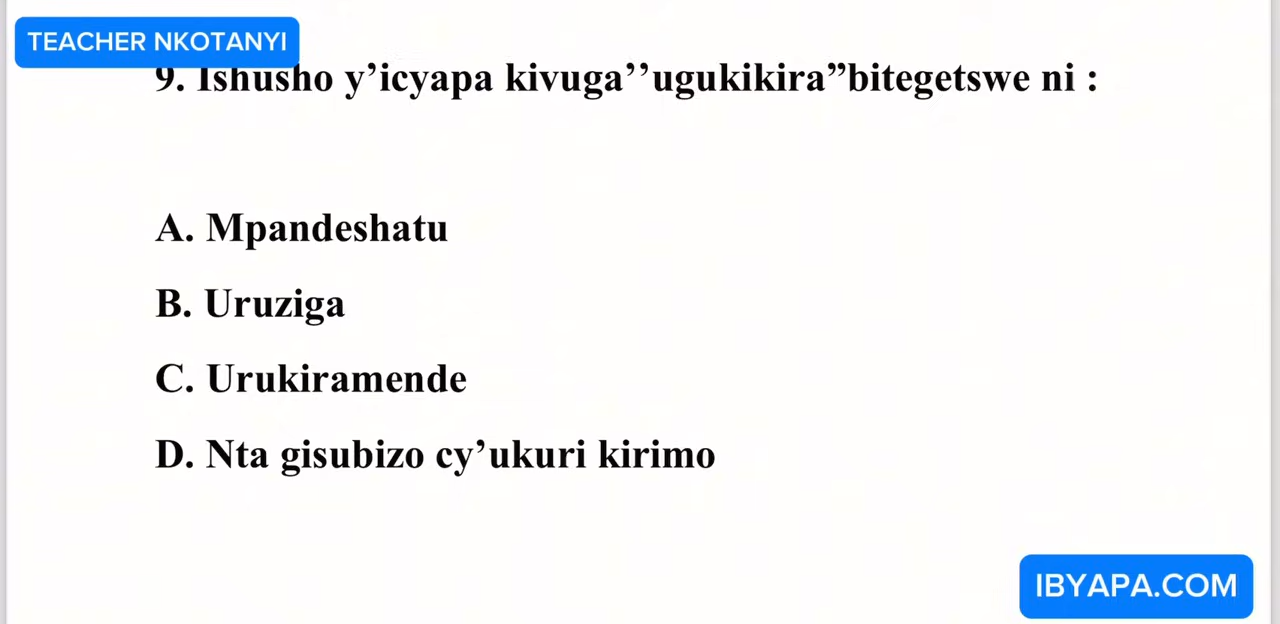 TEACHER NKOTANYI
9. Ishusho y’icyapa kivuga’’ugukikira”bitegetswe ni :
A. Mpandeshatu
B. Uruziga
C. Urukiramende
D. Nta gisubizo cy’ukuri kirimo
IBYAPA.COM